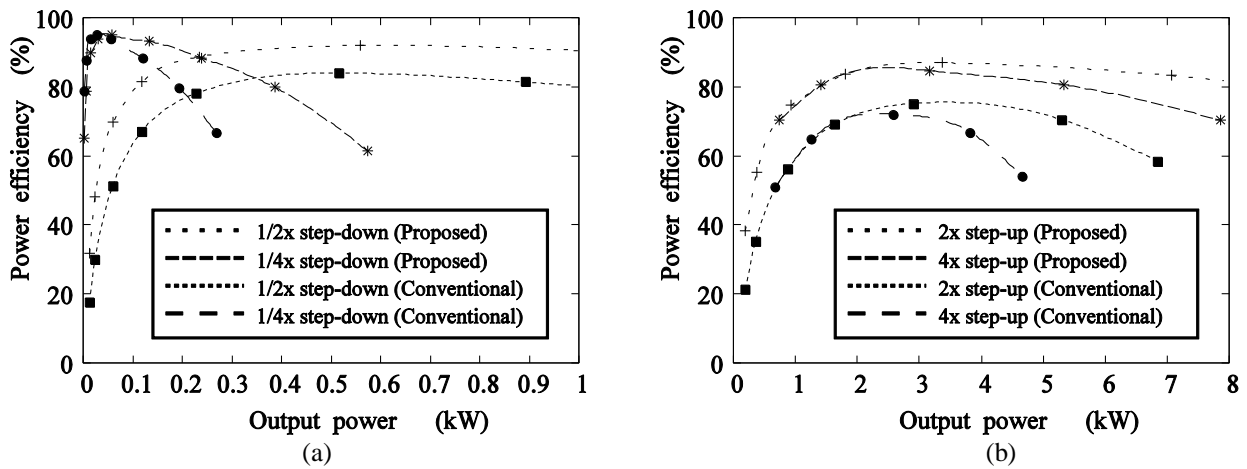 Power efficiency (%)
100
80
60
40
20
0
1/2x step-down (Proposed)
1/4x step-down (Proposed)
1/2x step-down (Conventional)
1/4x step-down (Conventional)
0 0.1 0.2 0.3 0.4 0.5 0.6 0.7 0.8 0.9 1
Output power (kW)
(a)
Power efficiency (%)
100
80
60
40
20
0
2x step-up (Proposed)
4x step-up (Proposed)
2x step-up (Conventional)
4x step-up (Conventional)
0 1 2 3 4 5 6 7 8
Output power (kW)
(b)